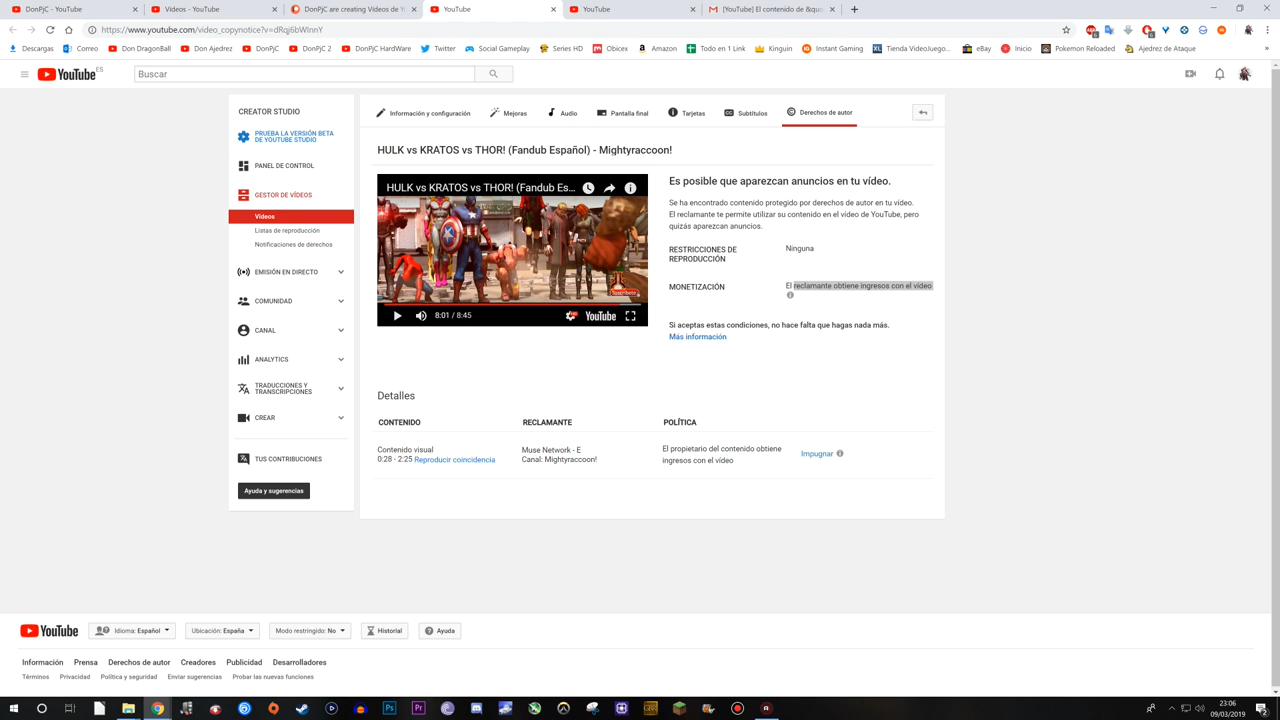 DonPjC - YouTube
Vídeos - YouTube
DonPjC are creating Vídeos de Y
YouTube
YouTube
[YouTube] El contenido de &quo
https://www.youtube.com/video_copynotice?v=dRqj6bWInnY
Descargas
Correo
Don DragonBall
Don Ajedrez
DonPjC
DonPjC 2
DonPjC HardWare
Twitter
Social Gameplay
Series HD
Obicex
Amazon
Todo en 1 Link
Kinguin
Instant Gaming
Tienda VideoJuego...
eBay
Inicio
Pokemon Reloaded
Ajedrez de Ataque
YouTube ES
Buscar
CREATOR STUDIO
PRUEBA LA VERSIÓN BETA
DE YOUTUBE STUDIO
PANEL DE CONTROL
GESTOR DE VÍDEOS
Vídeos
Listas de reproducción
Notificaciones de derechos
EMISIÓN EN DIRECTO
COMUNIDAD
CANAL
ANALYTICS
TRADUCCIONES Y
TRANSCRIPCIONES
CREAR
TUS CONTRIBUCIONES
Ayuda y sugerencias
Información y configuración
Mejoras
Audio
Pantalla final
Tarjetas
Subtítulos
Derechos de autor
HULK vs KRATOS vs THOR! (Fandub Español) - Mightyraccoon!
HULK vs KRATOS vs THOR! (Fandub Es...
Suscríbete
8:01 / 8:45
YouTube
Es posible que aparezcan anuncios en tu vídeo.
Se ha encontrado contenido protegido por derechos de autor en tu vídeo.
El reclamante te permite utilizar su contenido en el vídeo de YouTube, pero
quizás aparezcan anuncios.
RESTRICCIONES DE
REPRODUCCIÓN
Ninguna
MONETIZACIÓN
El reclamante obtiene ingresos con el vídeo
Si aceptas estas condiciones, no hace falta que hagas nada más.
Más información
Detalles
CONTENIDO
RECLAMANTE
POLÍTICA
Contenido visual
0:28 - 2:25 Reproducir coincidencia
Muse Network - E
Canal: Mightyraccoon!
El propietario del contenido obtiene
ingresos con el vídeo
Impugnar
YouTube
Idioma: Español
Ubicación: España
Modo restringido: No
Historial
Ayuda
Información
Prensa
Derechos de autor
Creadores
Publicidad
Desarrolladores
Términos
Privacidad
Política y seguridad
Enviar sugerencias
Probar las nuevas funciones
23:06
09/03/2019